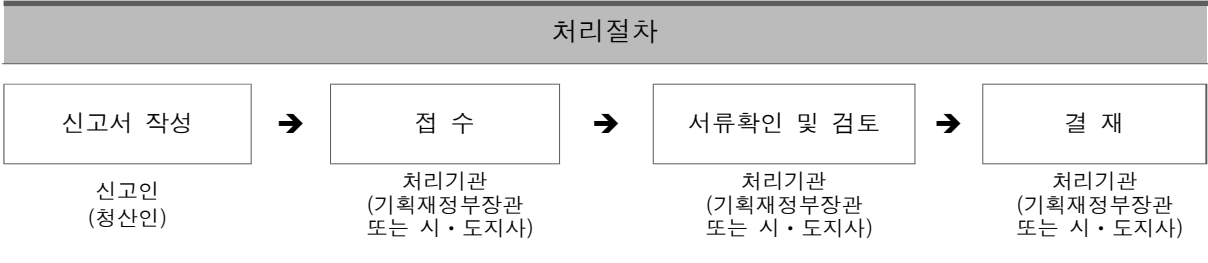 처리절차
신고서 작성 ➔ 접 수 ➔ 서류확인 및 검토 ➔ 결 재
신고인
(청산인)
처리기관
(기획재정부장관
또는 시・도지사)
처리기관
(기획재정부장관
또는 시・도지사)
처리기관
(기획재정부장관
또는 시・도지사)